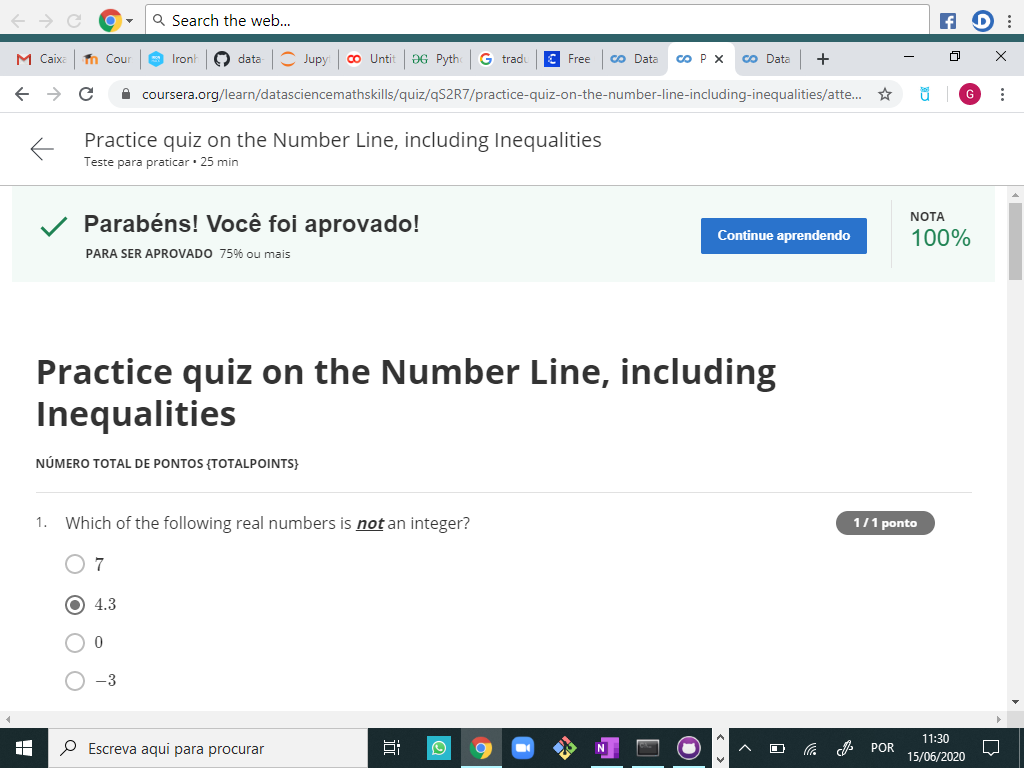 Search the web...
Caixa
Cour
Iron
data-
Jupy
Untit
Pyth
tradu
Free
Data
P
Data
coursera.org/learn/datasciencemathskills/quiz/qS2R7/practice-quiz-on-the-number-line-including-inequalities/atte...
G
Practice quiz on the Number Line, including Inequalities
Teste para praticar • 25 min
Parabéns! Você foi aprovado!
PARA SER APROVADO 75% ou mais
Continue aprendendo
NOTA
100%
Practice quiz on the Number Line, including
Inequalities
NÚMERO TOTAL DE PONTOS {TOTALPOINTS}
1. Which of the following real numbers is not an integer?
1 / 1 ponto
7
4.3
0
−3
Escreva aqui para procurar
POR
11:30
15/06/2020